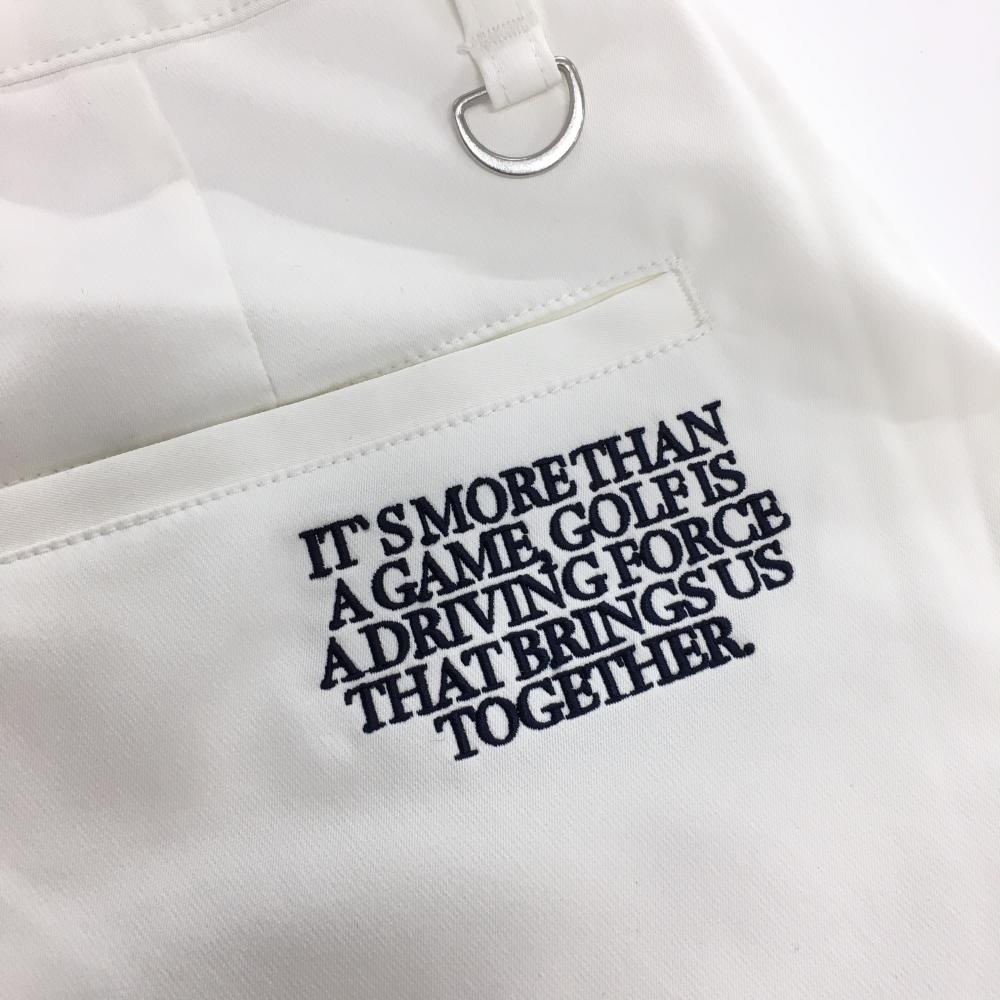 IT'S MORE THAN
A GAME, GOLF IS
A DRIVING FORCE
THAT BRINGS US
TOGETHER.